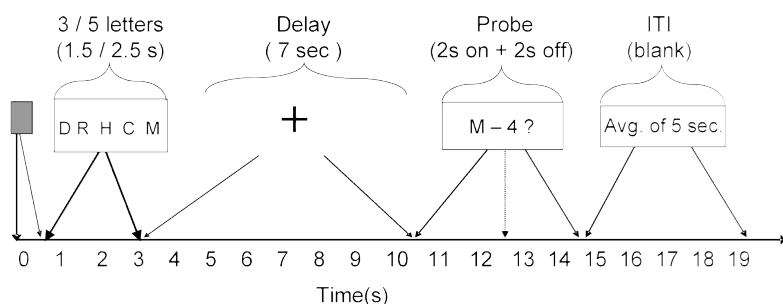 3 / 5 letters
(1.5 / 2.5 s)
Delay
( 7 sec )
Probe
(2s on + 2s off)
ITI
(blank)
D R H C M
+
M – 4 ?
Avg. of 5 sec.
0 1 2 3 4 5 6 7 8 9 10 11 12 13 14 15 16 17 18 19
Time(s)